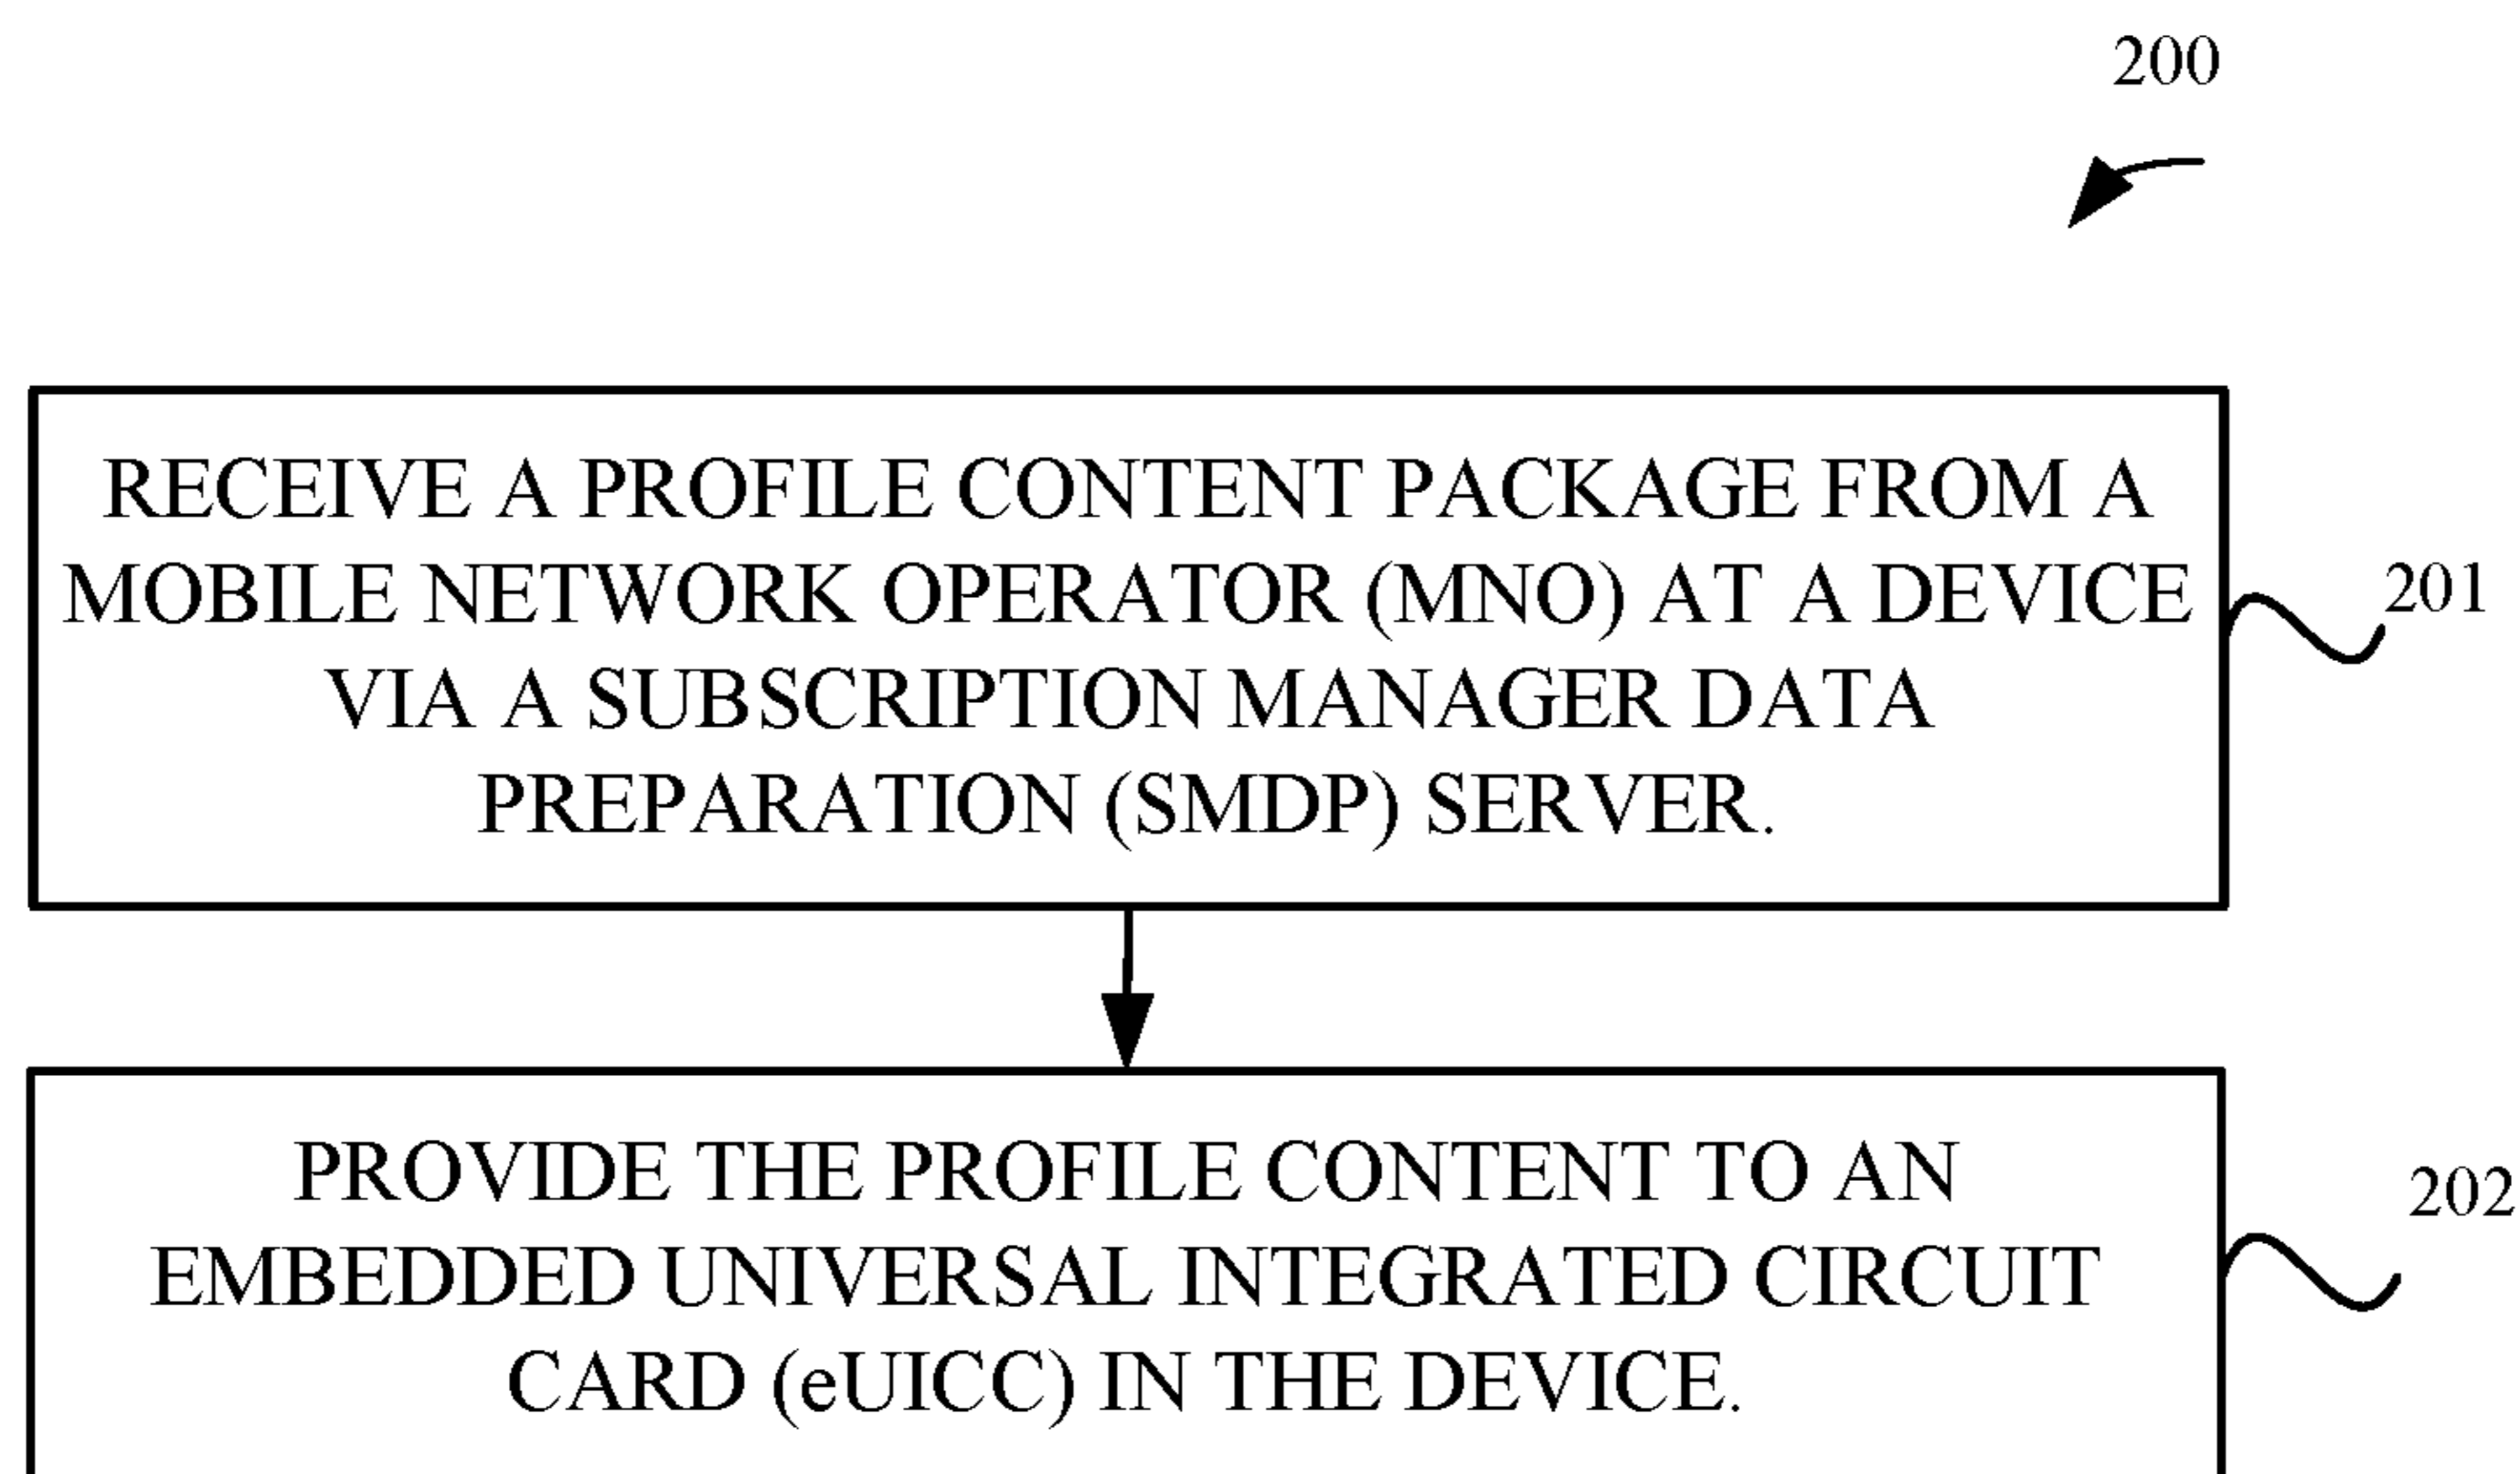 200
RECEIVE A PROFILE CONTENT PACKAGE FROM A
MOBILE NETWORK OPERATOR (MNO) AT A DEVICE
VIA A SUBSCRIPTION MANAGER DATA
PREPARATION (SMDP) SERVER.
201
PROVIDE THE PROFILE CONTENT TO AN
EMBEDDED UNIVERSAL INTEGRATED CIRCUIT
CARD (eUICC) IN THE DEVICE.
202